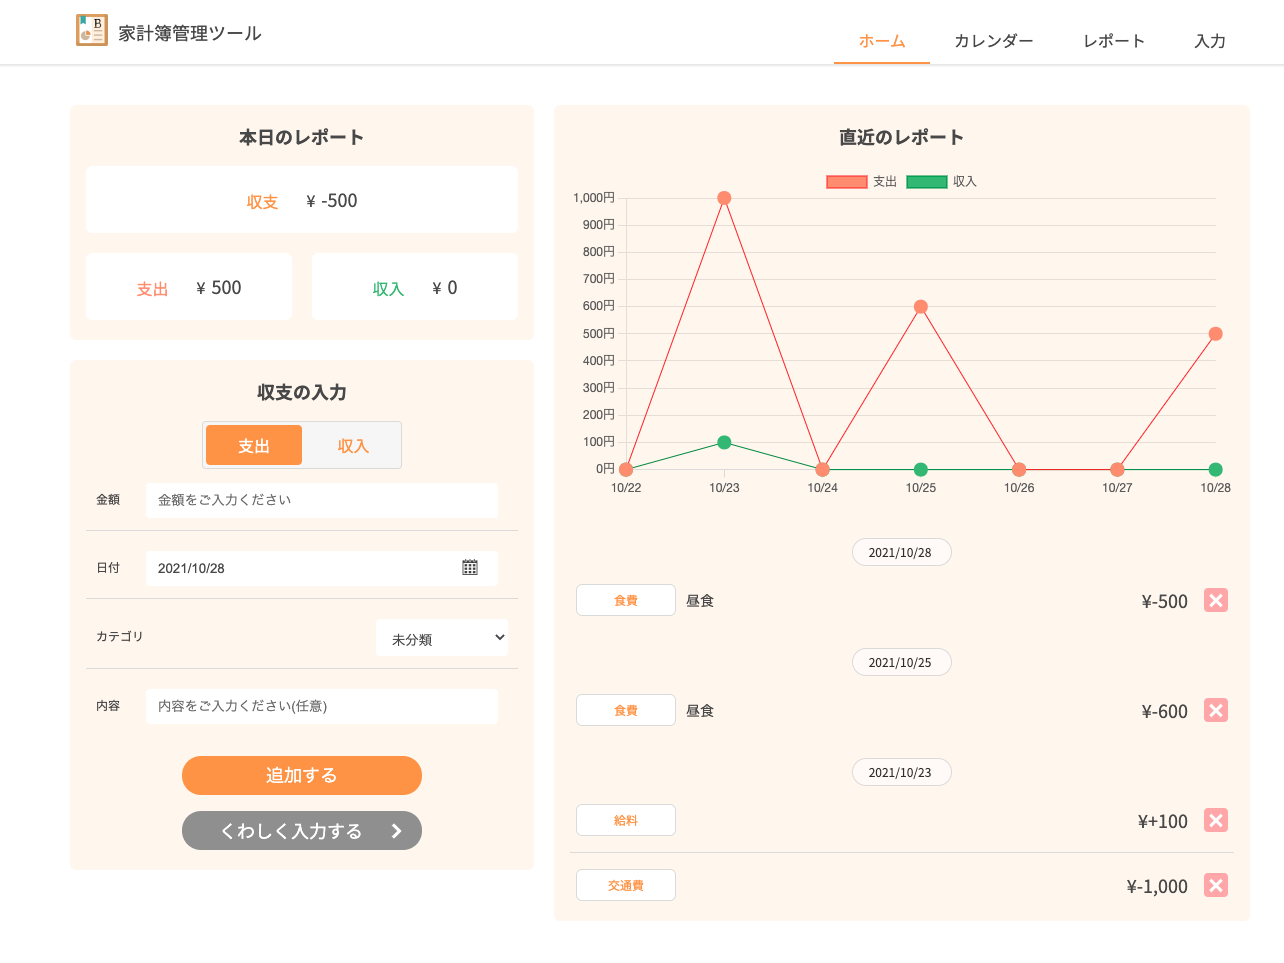 B
家計簿管理ツール
ホーム カレンダー レポート 入力
本日のレポート
収支 ¥ -500
支出 ¥ 500
収入 ¥ 0
収支の入力
支出 収入
金額 金額をご入力ください
日付 2021/10/28
カテゴリ 未分類
内容 内容をご入力ください(任意)
追加する
くわしく入力する
直近のレポート
支出 収入
1,000円
900円
800円
700円
600円
500円
400円
300円
200円
100円
0円
10/22 10/23 10/24 10/25 10/26 10/27 10/28
2021/10/28
食費 昼食 ¥-500
2021/10/25
食費 昼食 ¥-600
2021/10/23
給料 ¥+100
交通費 ¥-1,000